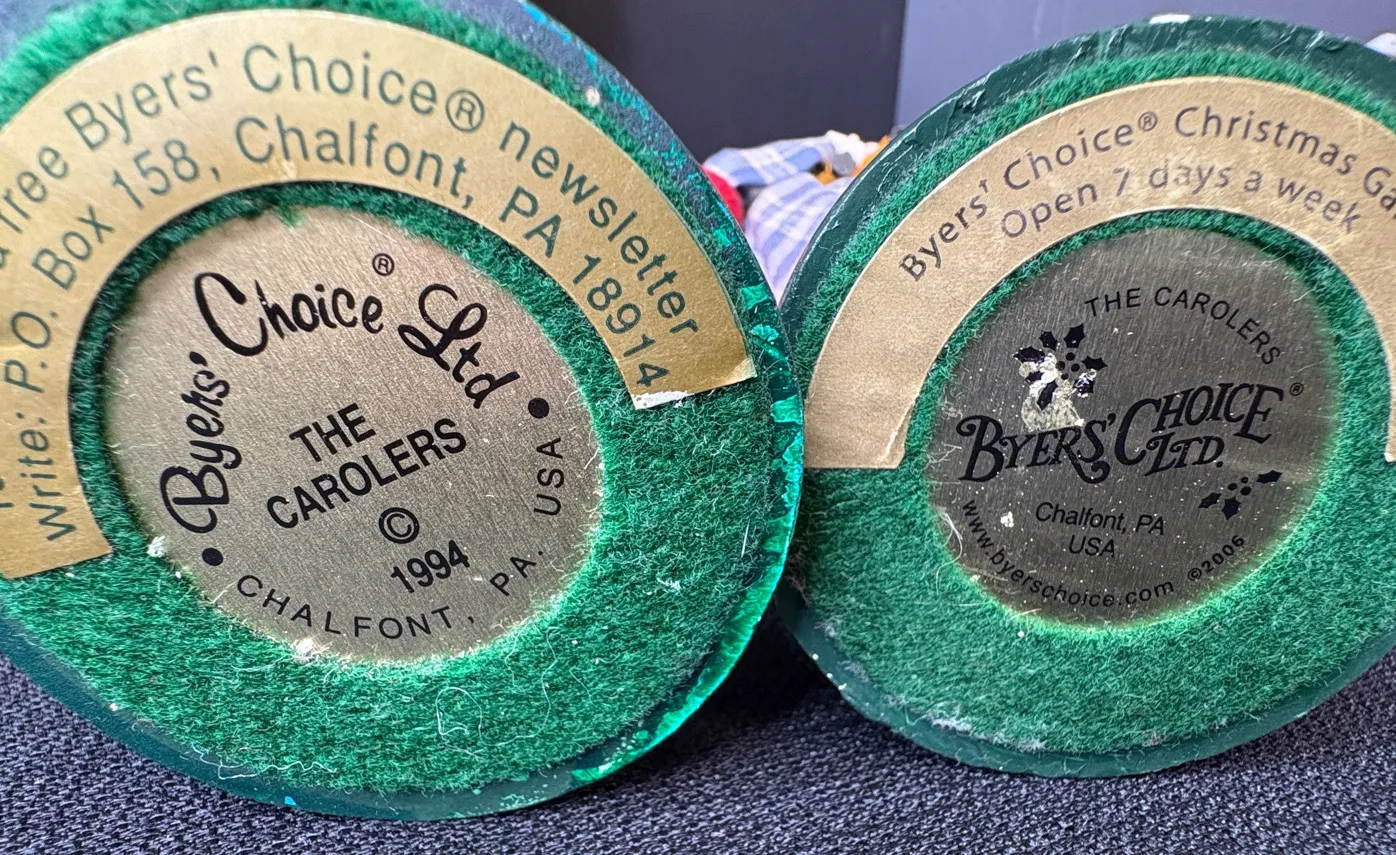 free Byers' Choice® newsletter
Write: P.O. Box 158, Chalfont, PA 18914
Byers' Choice® Ltd
THE
CAROLERS
©
1994
CHALFONT, PA. USA
Byers' Choice® Christmas
Open 7 days a week
THE CAROLERS
BYERS' CHOICE®
LTD.
Chalfont, PA
USA
www.byerschoice.com ©2006